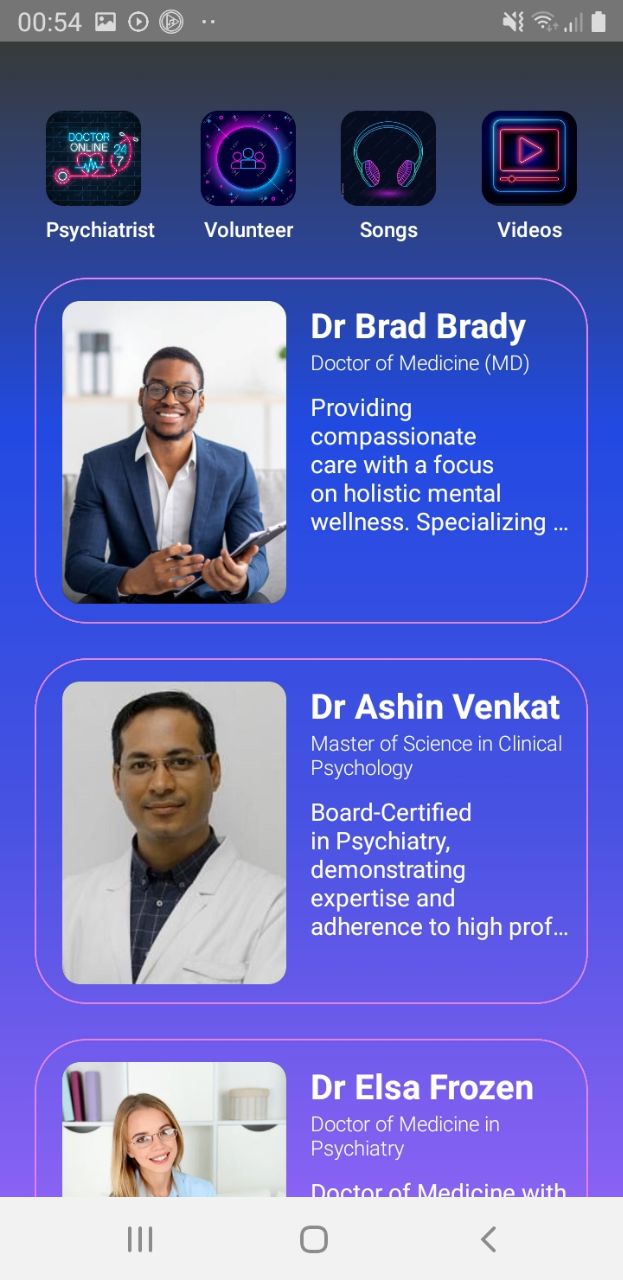 00:54
DOCTOR
ONLINE 24
7
Psychiatrist Volunteer Songs Videos
Dr Brad Brady
Doctor of Medicine (MD)
Providing
compassionate
care with a focus
on holistic mental
wellness. Specializing ...
Dr Ashin Venkat
Master of Science in Clinical
Psychology
Board-Certified
in Psychiatry,
demonstrating
expertise and
adherence to high prof...
Dr Elsa Frozen
Doctor of Medicine in
Psychiatry
Doctor of Medicine with